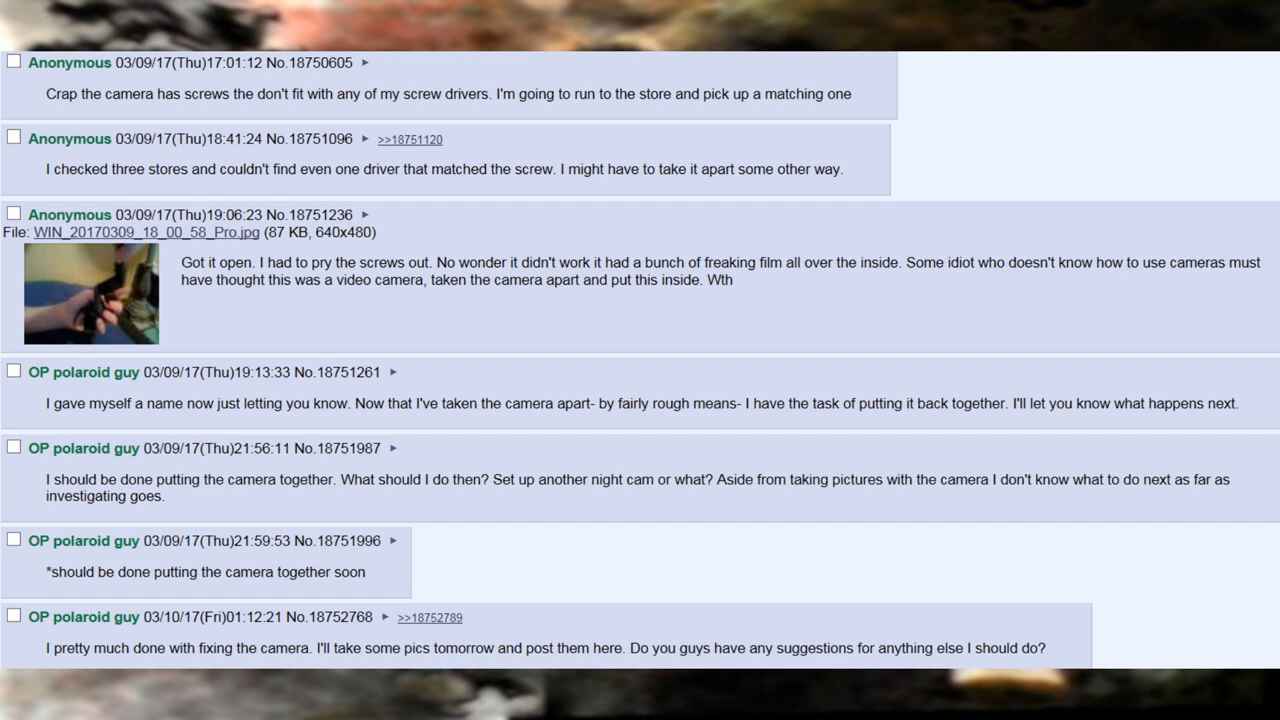 Anonymous 03/09/17(Thu)17:01:12 No.18750605 ▶
Crap the camera has screws the don't fit with any of my screw drivers. I'm going to run to the store and pick up a matching one
Anonymous 03/09/17(Thu)18:41:24 No.18751096 ▶ >>18751120
I checked three stores and couldn't find even one driver that matched the screw. I might have to take it apart some other way.
Anonymous 03/09/17(Thu)19:06:23 No.18751236 ▶
File: WIN_20170309_18_00_58_Pro.jpg (87 KB, 640x480)
Got it open. I had to pry the screws out. No wonder it didn't work it had a bunch of freaking film all over the inside. Some idiot who doesn't know how to use cameras must
have thought this was a video camera, taken the camera apart and put this inside. Wth
OP polaroid guy 03/09/17(Thu)19:13:33 No.18751261 ▶
I gave myself a name now just letting you know. Now that I've taken the camera apart- by fairly rough means- I have the task of putting it back together. I'll let you know what happens next.
OP polaroid guy 03/09/17(Thu)21:56:11 No.18751987 ▶
I should be done putting the camera together. What should I do then? Set up another night cam or what? Aside from taking pictures with the camera I don't know what to do next as far as
investigating goes.
OP polaroid guy 03/09/17(Thu)21:59:53 No.18751996 ▶
*should be done putting the camera together soon
OP polaroid guy 03/10/17(Fri)01:12:21 No.18752768 ▶ >>18752789
I pretty much done with fixing the camera. I'll take some pics tomorrow and post them here. Do you guys have any suggestions for anything else I should do?